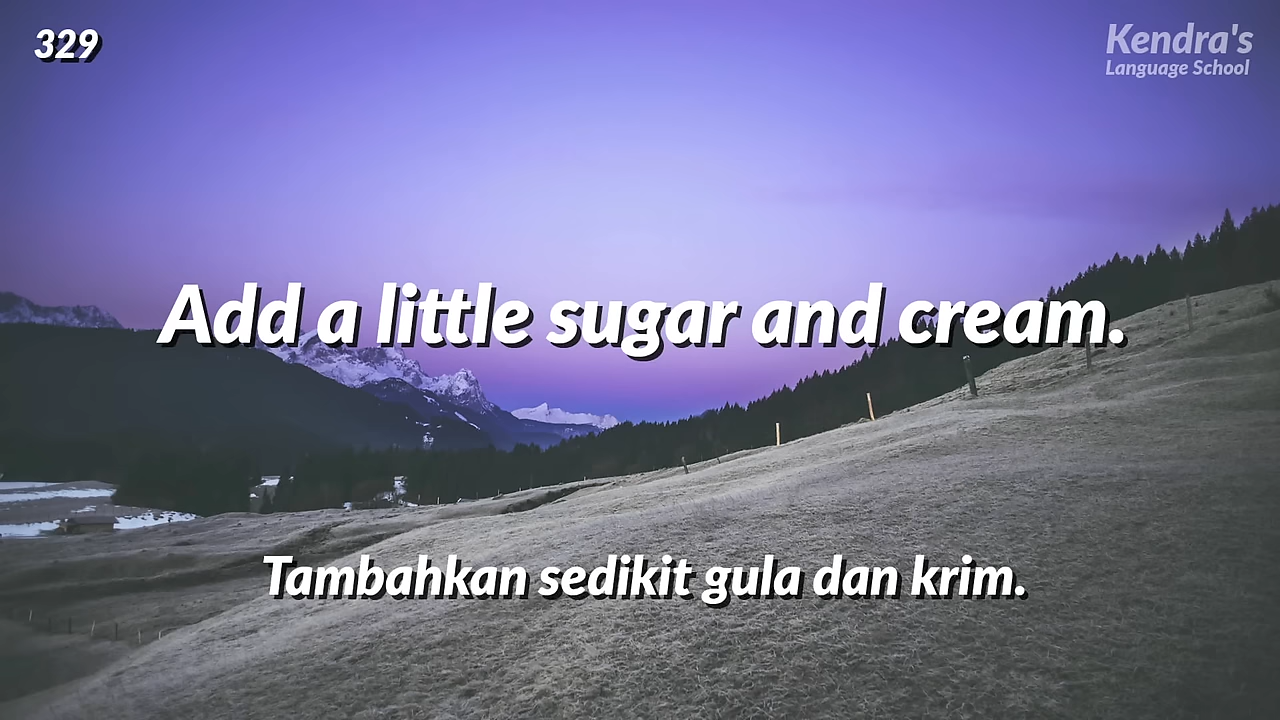 329
Kendra's
Language School
Add a little sugar and cream.
Tambahkan sedikit gula dan krim.